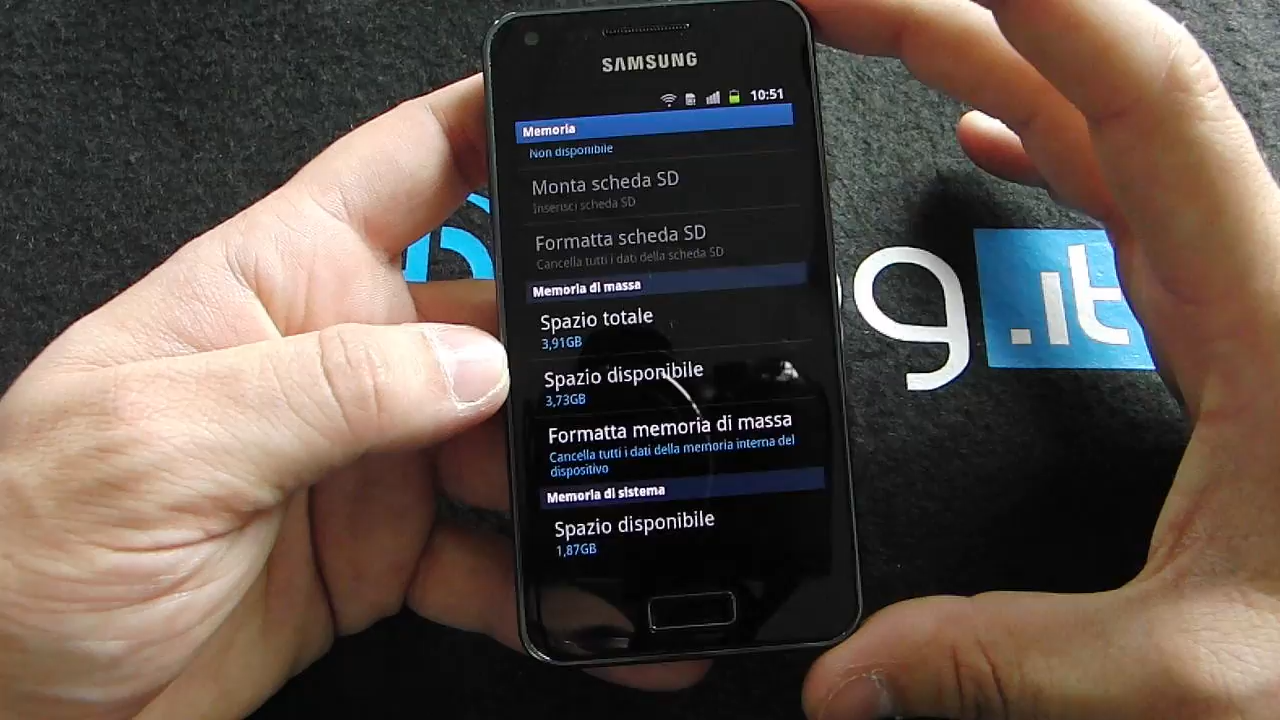 SAMSUNG
10:51
Memoria
Non disponibile
Monta scheda SD
Inserisci scheda SD
Formatta scheda SD
Cancella tutti i dati della scheda SD
Memoria di massa
Spazio totale
3,91GB
Spazio disponibile
3,73GB
Formatta memoria di massa
Cancella tutti i dati della memoria interna del
dispositivo
Memoria di sistema
Spazio disponibile
1,87GB
g.it